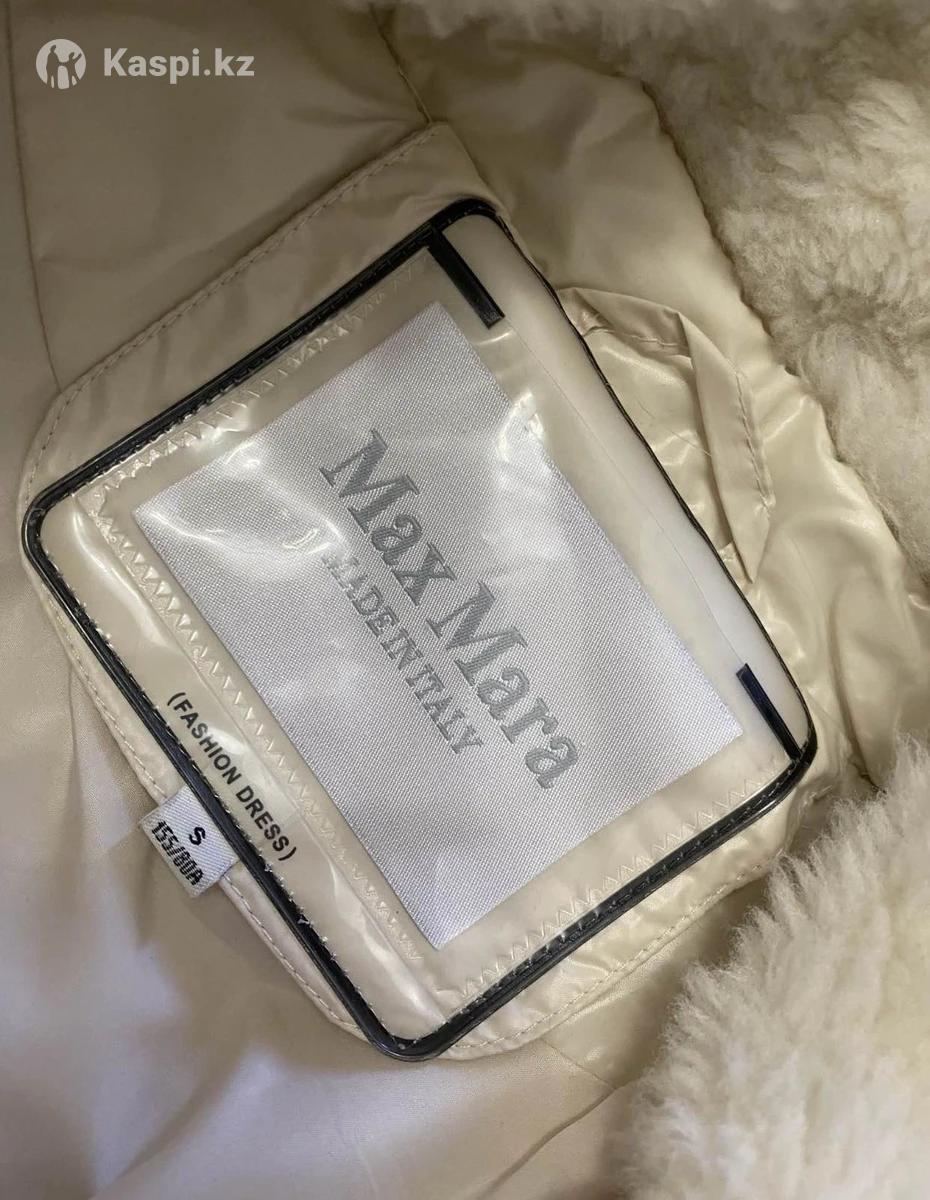 Kaspi.kz
Max Mara
MADE IN ITALY
(FASHION DRESS)
S
155/80A